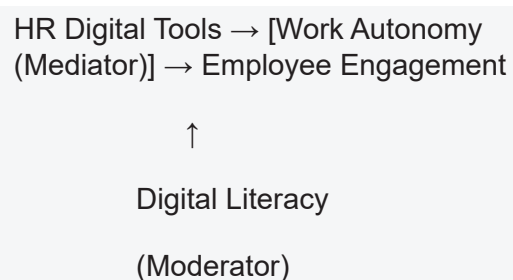 HR Digital Tools → [Work Autonomy
(Mediator)] → Employee Engagement
↑
Digital Literacy
(Moderator)